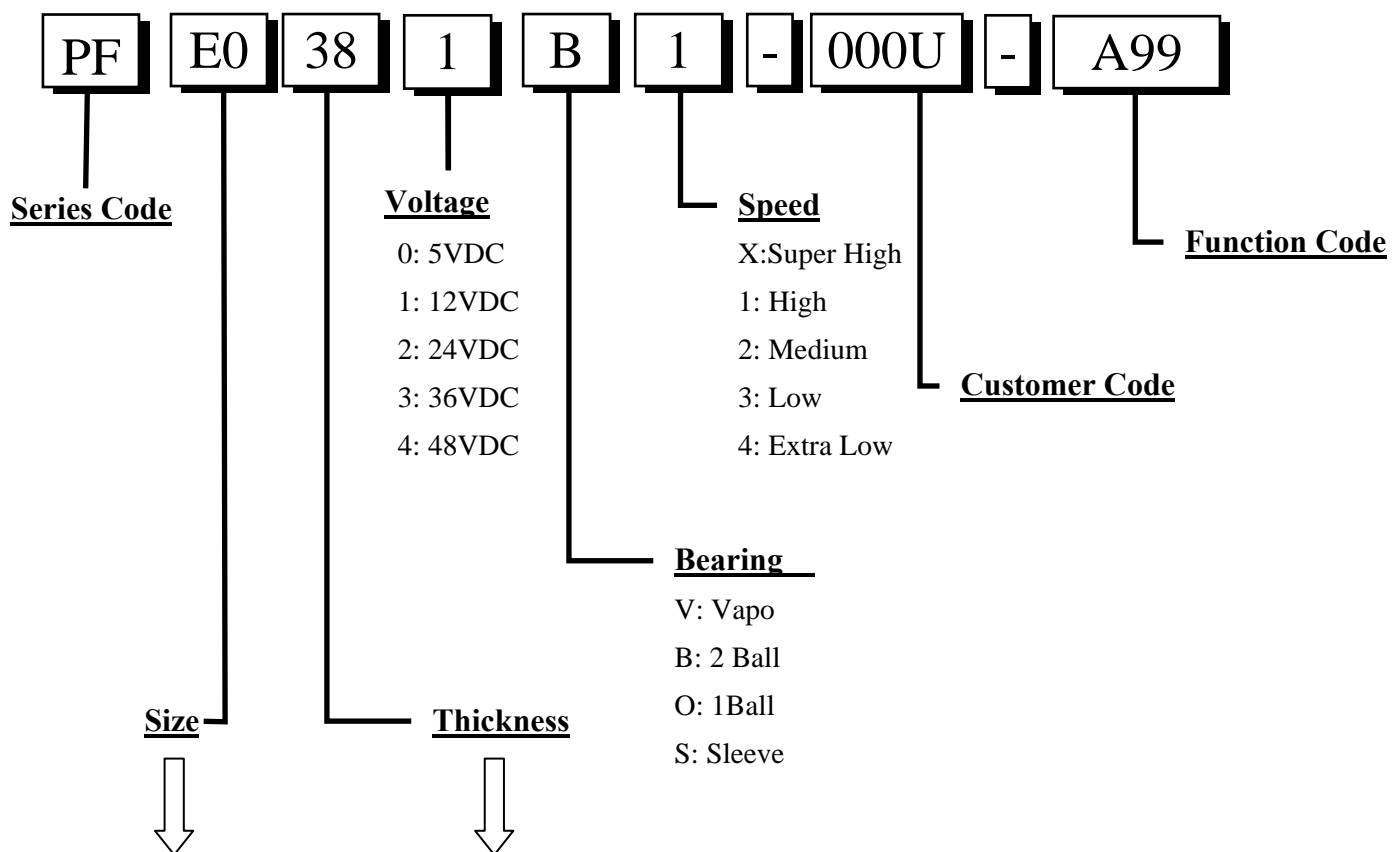 PF E0 38 1 B 1 - 000U - A99
Series Code
Voltage
0: 5VDC
1: 12VDC
2: 24VDC
3: 36VDC
4: 48VDC
Speed
X:Super High
1: High
2: Medium
3: Low
4: Extra Low
Function Code
Customer Code
Bearing
V: Vapo
B: 2 Ball
O: 1Ball
S: Sleeve
Size
Thickness